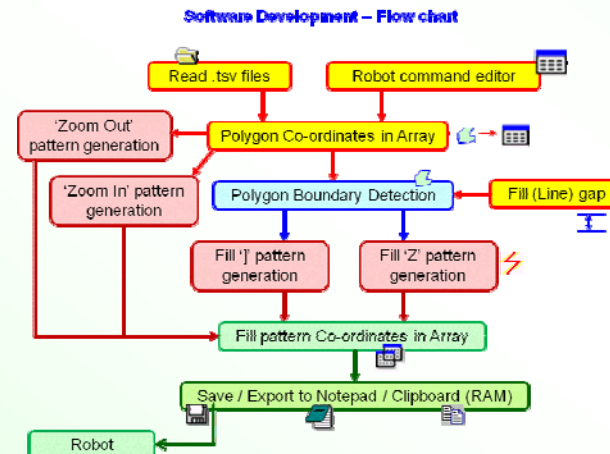 Software Development – Flow chart
Read .tsv files
Robot command editor
'Zoom Out'
pattern generation
Polygon Co-ordinates in Array
'Zoom In' pattern
generation
Polygon Boundary Detection
Fill (Line) gap
Fill ']' pattern
generation
Fill 'Z' pattern
generation
Fill pattern Co-ordinates in Array
Save / Export to Notepad / Clipboard (RAM)
Robot